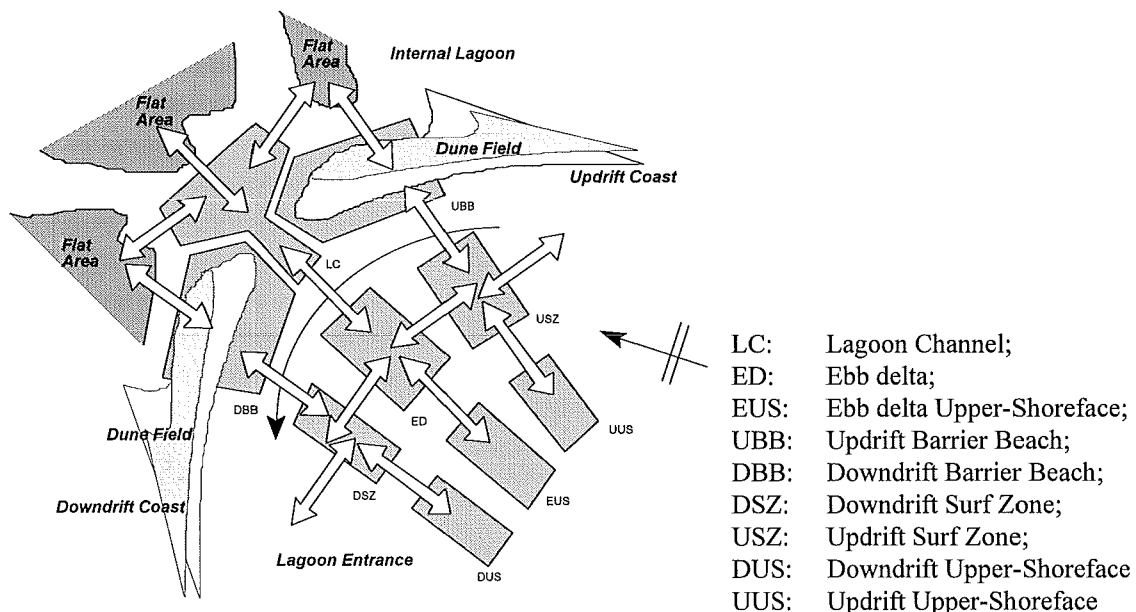 Flat
Area
Internal Lagoon
Flat
Area
Dune Field
Updrift Coast
UBB
Flat
Area
LC
USZ
DBB
ED
UUS
Dune Field
DSZ
EUS
Downdrift Coast
Lagoon Entrance
DUS
LC: Lagoon Channel;
ED: Ebb delta;
EUS: Ebb delta Upper-Shoreface;
UBB: Updrift Barrier Beach;
DBB: Downdrift Barrier Beach;
DSZ: Downdrift Surf Zone;
USZ: Updrift Surf Zone;
DUS: Downdrift Upper-Shoreface
UUS: Updrift Upper-Shoreface